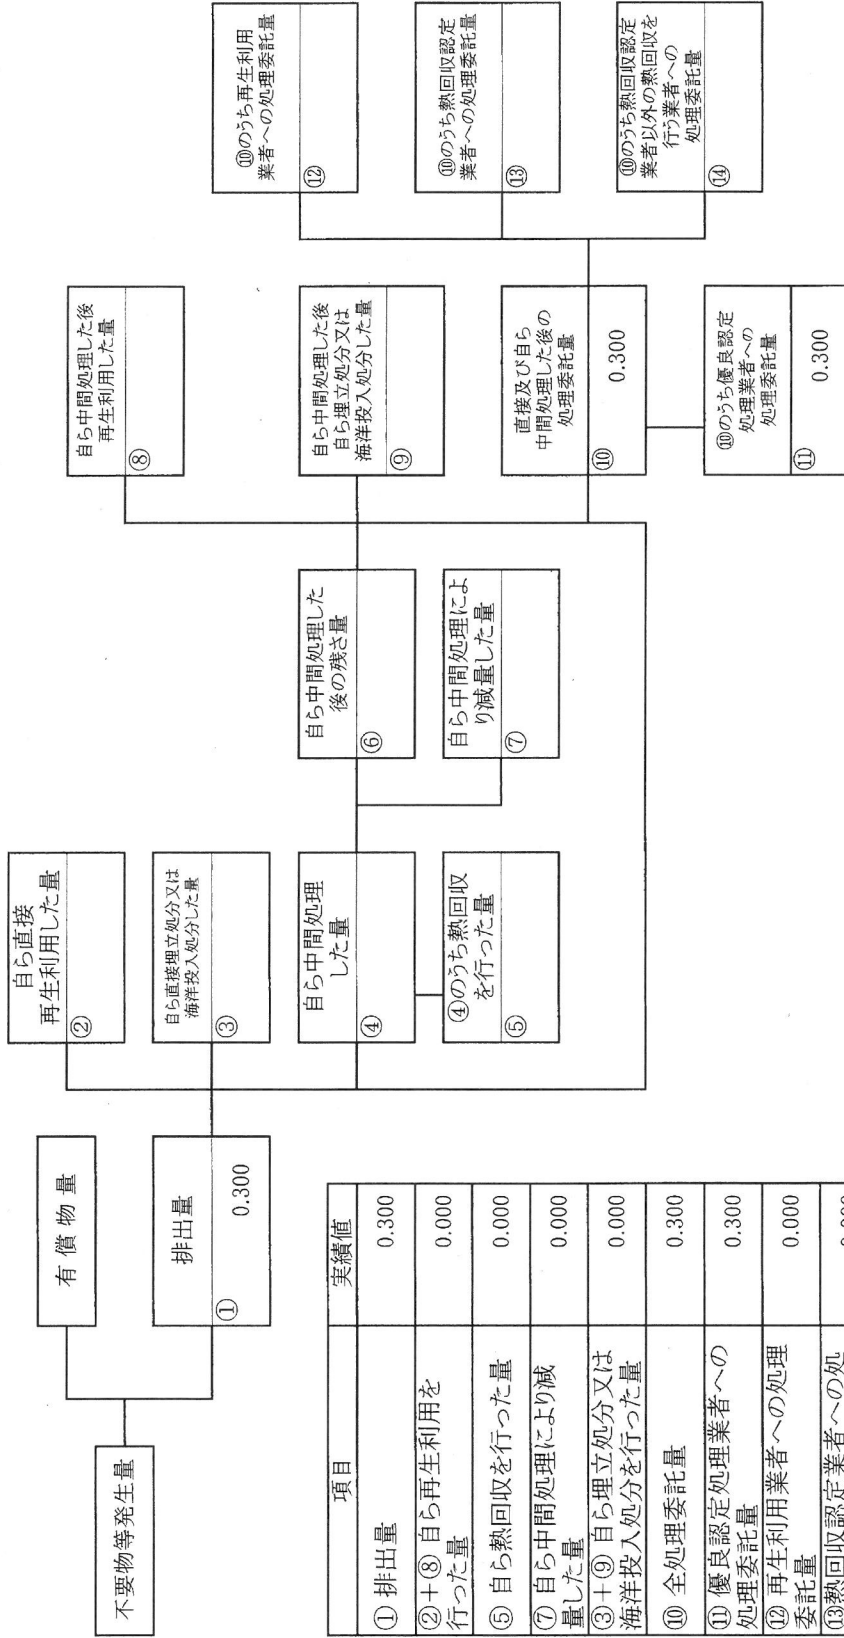 不要物等発生量
有償物量
排出量
①
0.300
自ら直接
再生利用した量
②
自ら直接埋立処分又は
海洋投入処分した量
③
自ら中間処理
した量
④
④のうち熱回収
を行った量
⑤
自ら中間処理した
後の残さ量
⑥
自ら中間処理によ
り減量した量
⑦
自ら中間処理した後
再生利用した量
⑧
自ら中間処理した後
自ら埋立処分又は
海洋投入処分した量
⑨
直接及び自ら
中間処理した後の
処理委託量
⑩
0.300
⑩のうち優良認定
処理業者への
処理委託量
⑪
0.300
⑩のうち再生利用
業者への処理委託量
⑫
⑩のうち熱回収認定
業者への処理委託量
⑬
⑩のうち熱回収認定
業者以外の熱回収を
行う業者への
処理委託量
⑭
項目 実績値
① 排出量 0.300
②+⑧ 自ら再生利用を
行った量 0.000
⑤ 自ら熱回収を行った量 0.000
⑦ 自ら中間処理により減
量した量 0.000
③+⑨ 自ら埋立処分又は
海洋投入処分を行った量 0.000
⑩ 全処理委託量 0.300
⑪ 優良認定処理業者への
処理委託量 0.300
⑫ 再生利用業者への処理
委託量 0.000
⑬熱回収認定業者への処